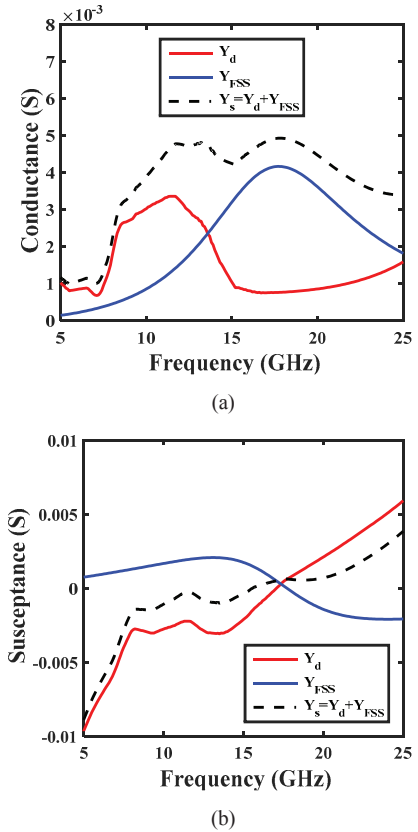 ×10⁻³
8
7
6
5
4
3
2
1
0
Conductance (S)
Y_d
Y_FSS
Y_s=Y_d+Y_FSS
5 10 15 20 25
Frequency (GHz)
(a)
0.01
0.005
0
-0.005
-0.01
Susceptance (S)
Y_d
Y_FSS
Y_s=Y_d+Y_FSS
5 10 15 20 25
Frequency (GHz)
(b)